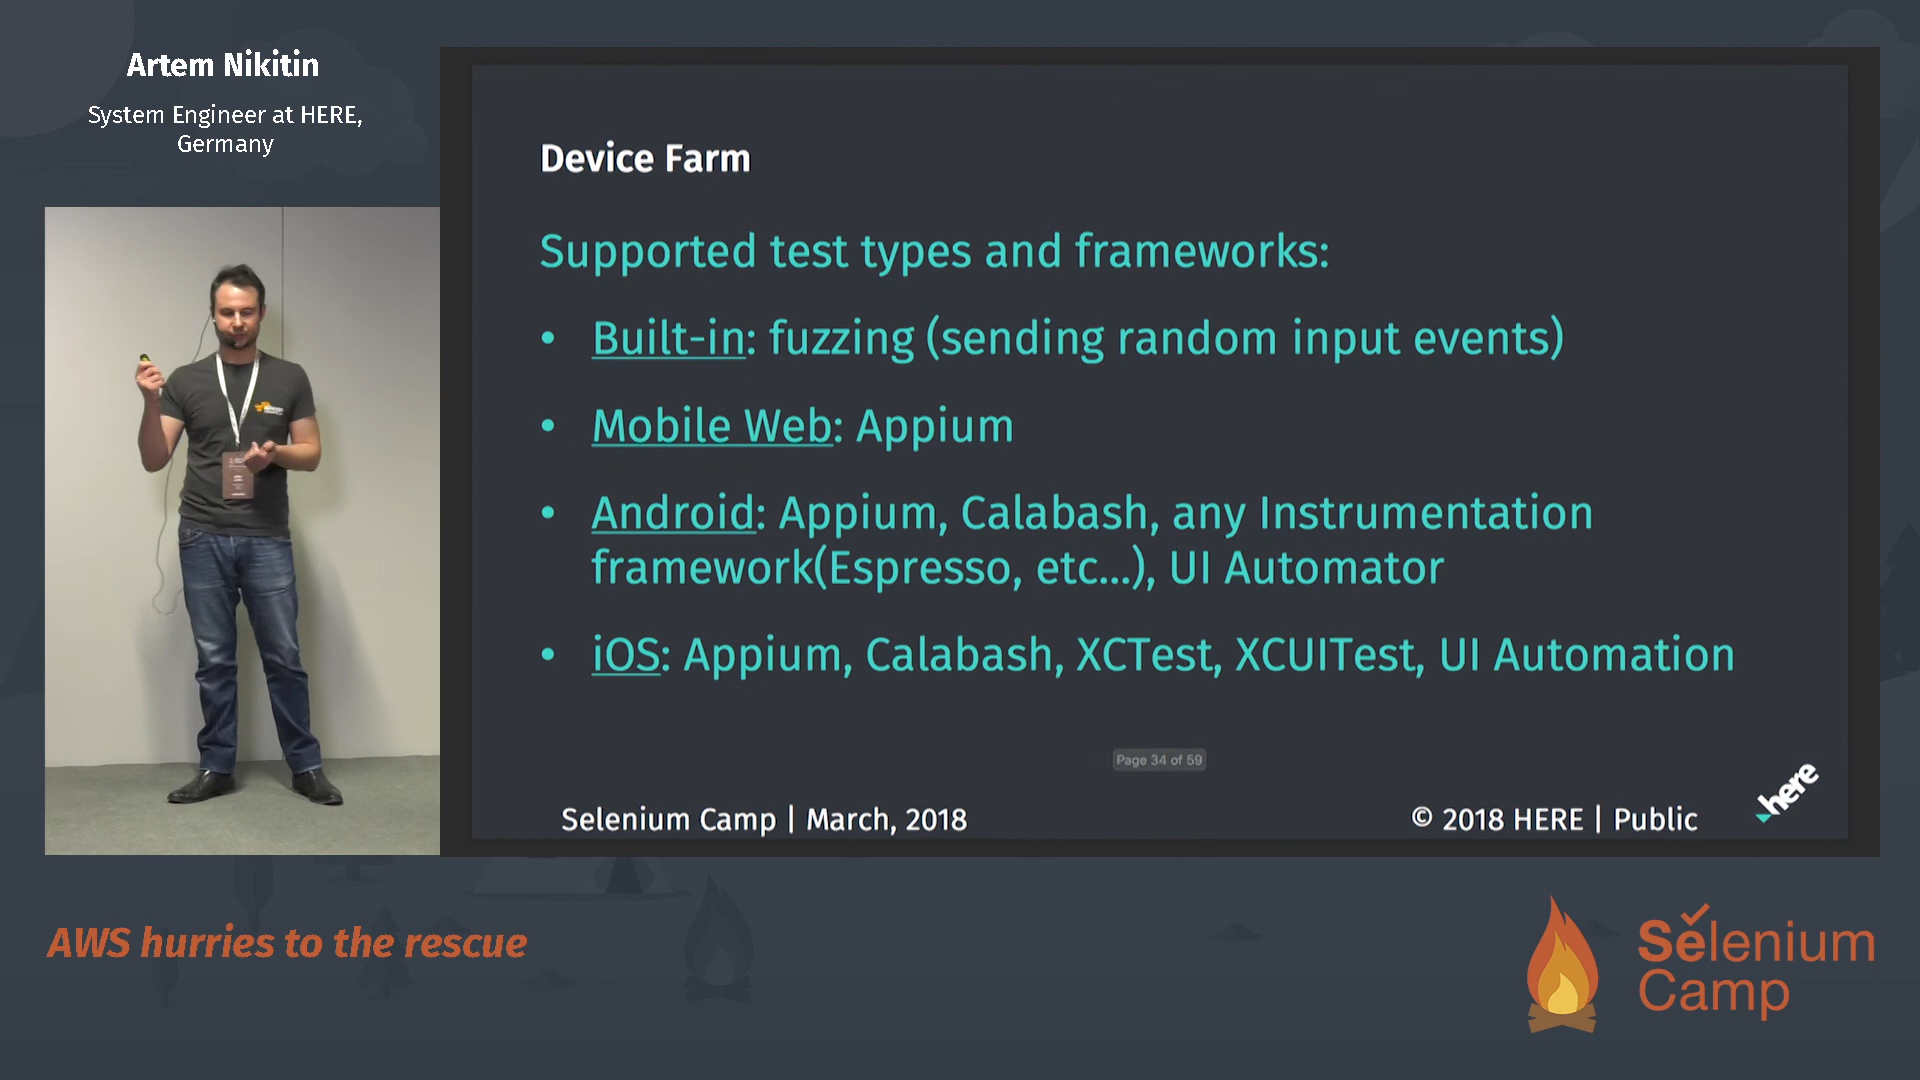 Artem Nikitin
System Engineer at HERE,
Germany
Device Farm
Supported test types and frameworks:
• Built-in: fuzzing (sending random input events)
• Mobile Web: Appium
• Android: Appium, Calabash, any Instrumentation
framework(Espresso, etc...), UI Automator
• iOS: Appium, Calabash, XCTest, XCUITest, UI Automation
Page 34 of 59
Selenium Camp | March, 2018
© 2018 HERE | Public
here
AWS hurries to the rescue
Selenium
Camp